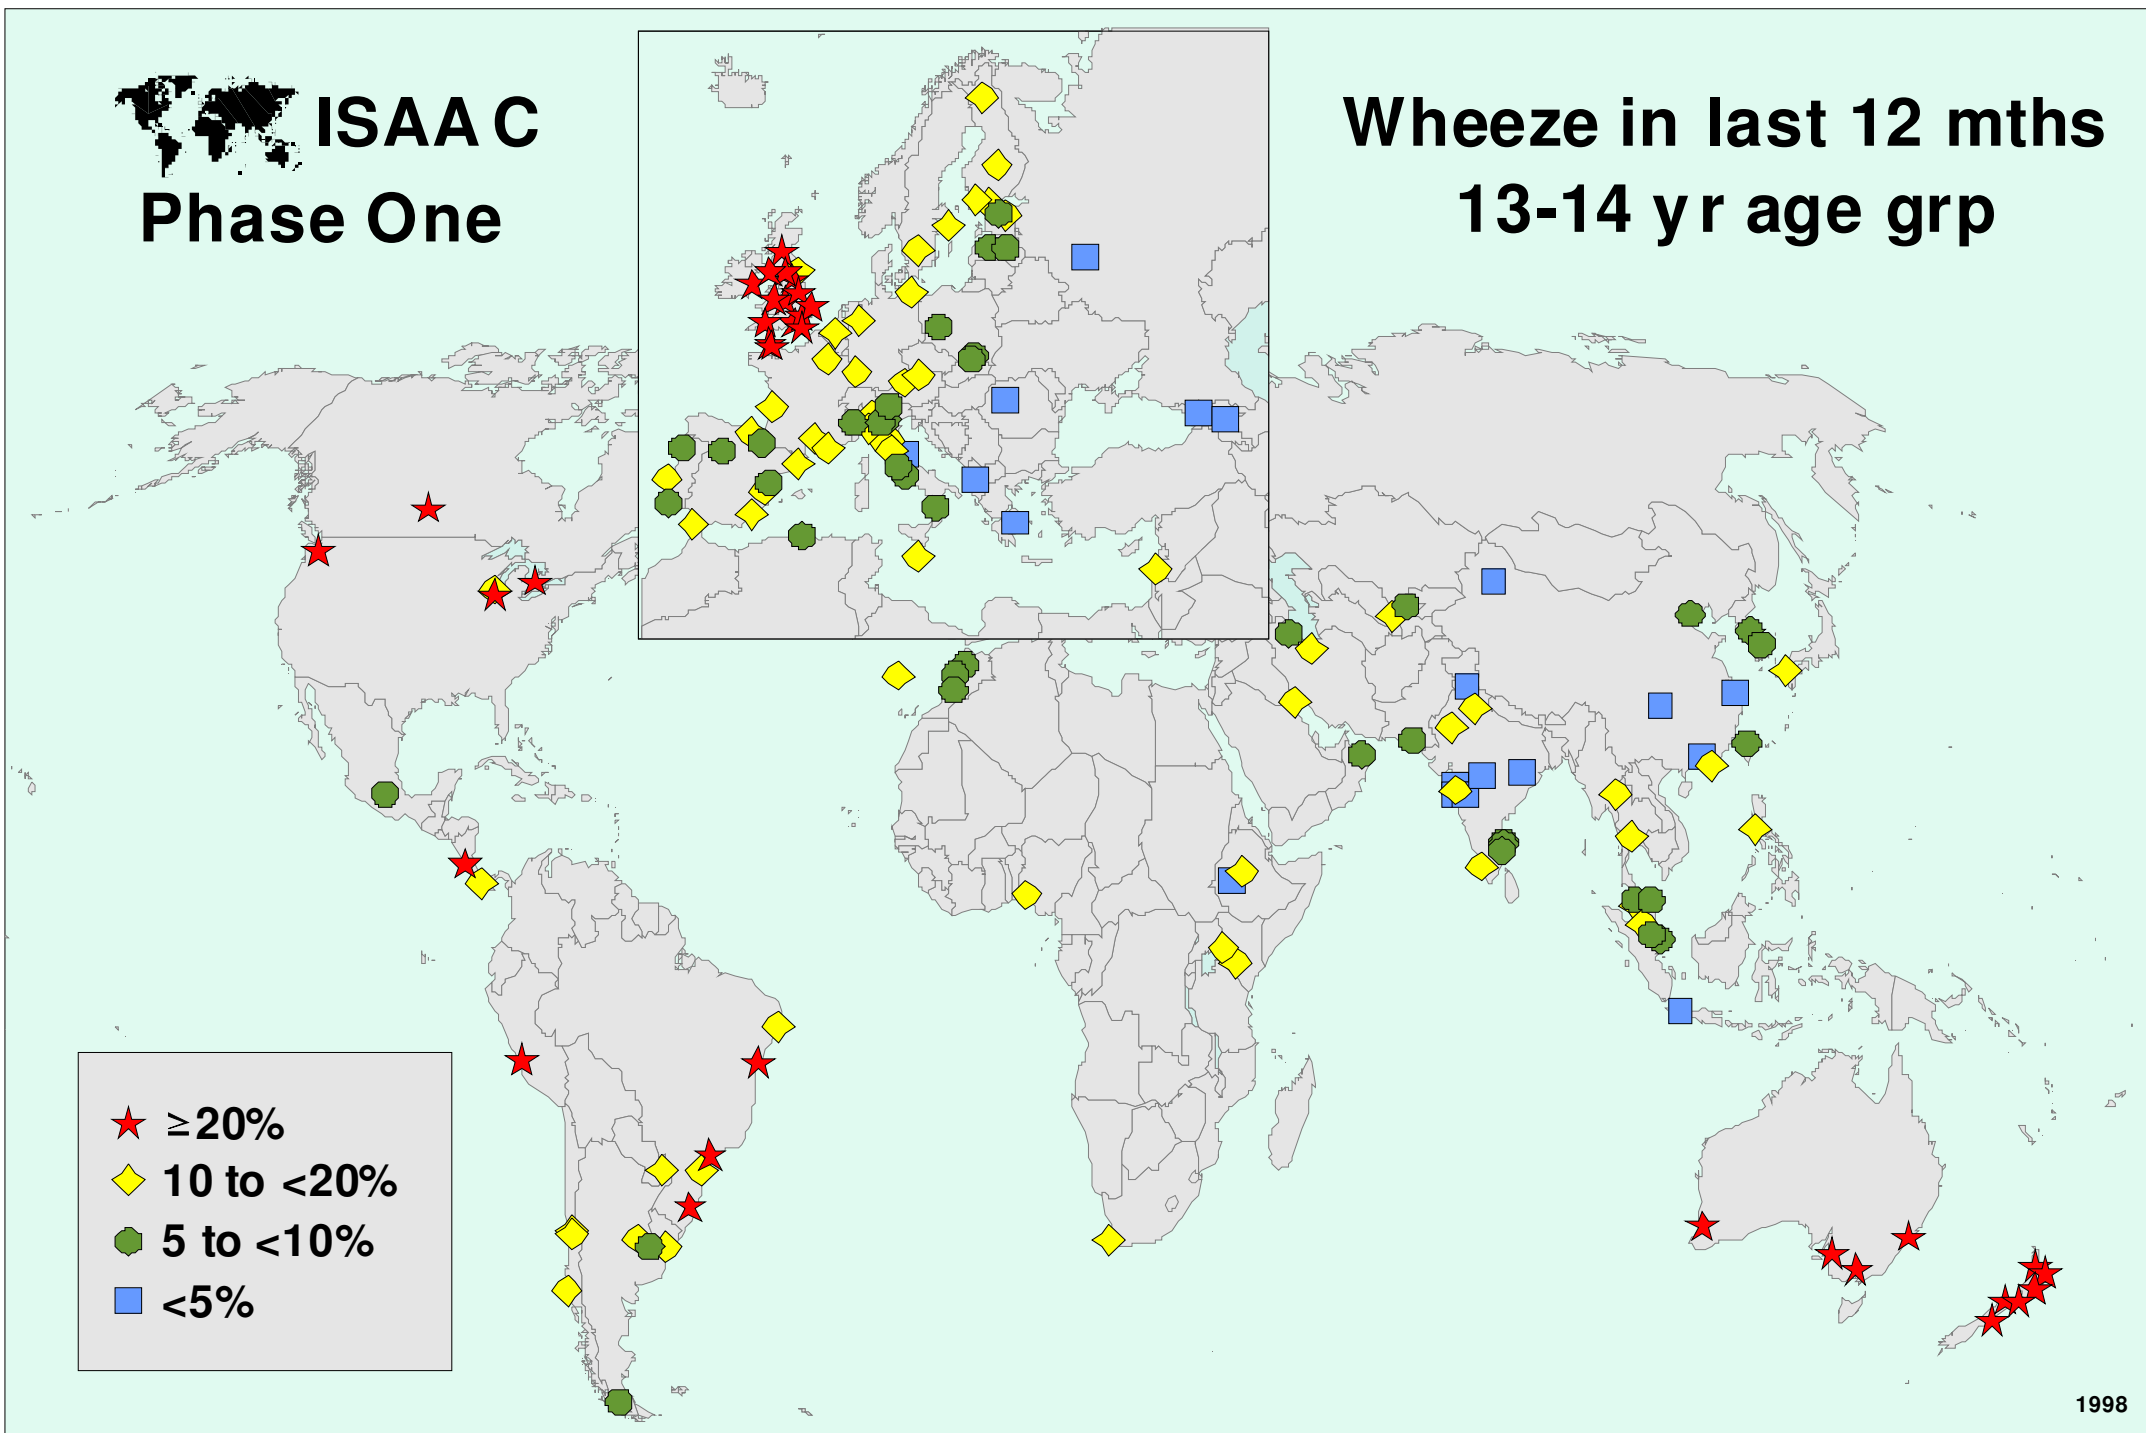 ISAAC
Phase One
Wheeze in last 12 mths
13-14 yr age grp
≥20%
10 to <20%
5 to <10%
<5%
1998